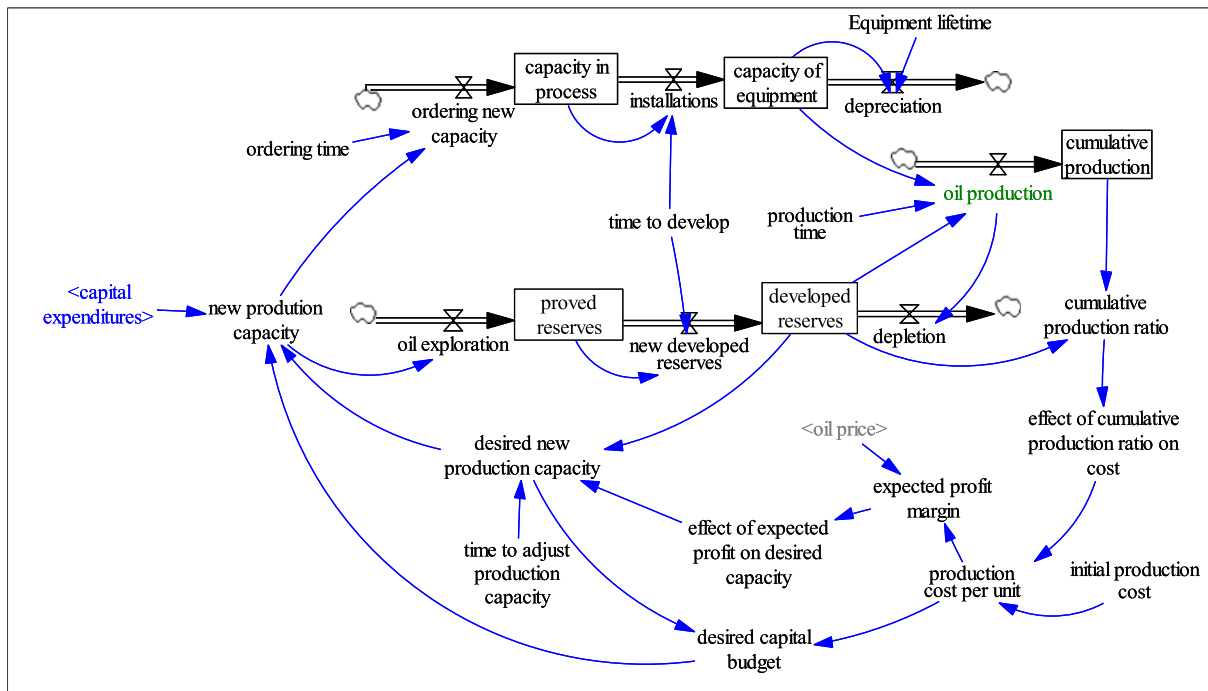 Equipment lifetime
capacity in
process
installations
capacity of
equipment
depreciation
ordering new
capacity
ordering time
cumulative
production
oil production
production
time
time to develop
<capital
expenditures>
new prodution
capacity
oil exploration
proved
reserves
new developed
reserves
developed
reserves
depletion
cumulative
production ratio
effect of cumulative
production ratio on
cost
<oil price>
desired new
production capacity
expected profit
margin
effect of expected
profit on desired
capacity
time to adjust
production
capacity
production
cost per unit
initial production
cost
desired capital
budget